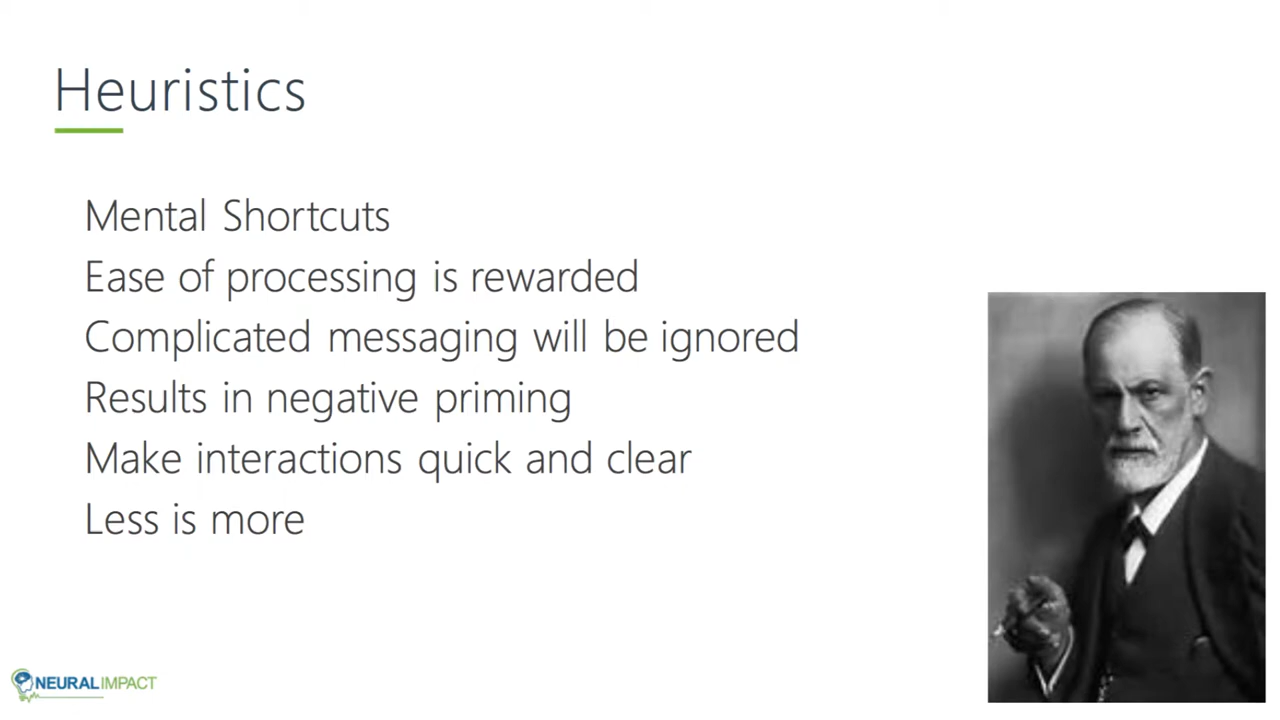 Heuristics
Mental Shortcuts
Ease of processing is rewarded
Complicated messaging will be ignored
Results in negative priming
Make interactions quick and clear
Less is more
NEURALIMPACT